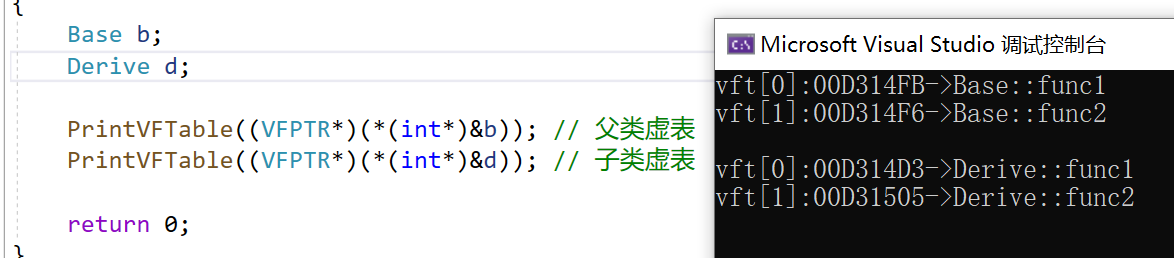 {
Base b;
Derive d;
PrintVFTable((VFPTR*)(*(int*)&b)); // 父类虚表
PrintVFTable((VFPTR*)(*(int*)&d)); // 子类虚表
return 0;
}
C:\ Microsoft Visual Studio 调试控制台
vft[0]:00D314FB->Base::func1
vft[1]:00D314F6->Base::func2
vft[0]:00D314D3->Derive::func1
vft[1]:00D31505->Derive::func2